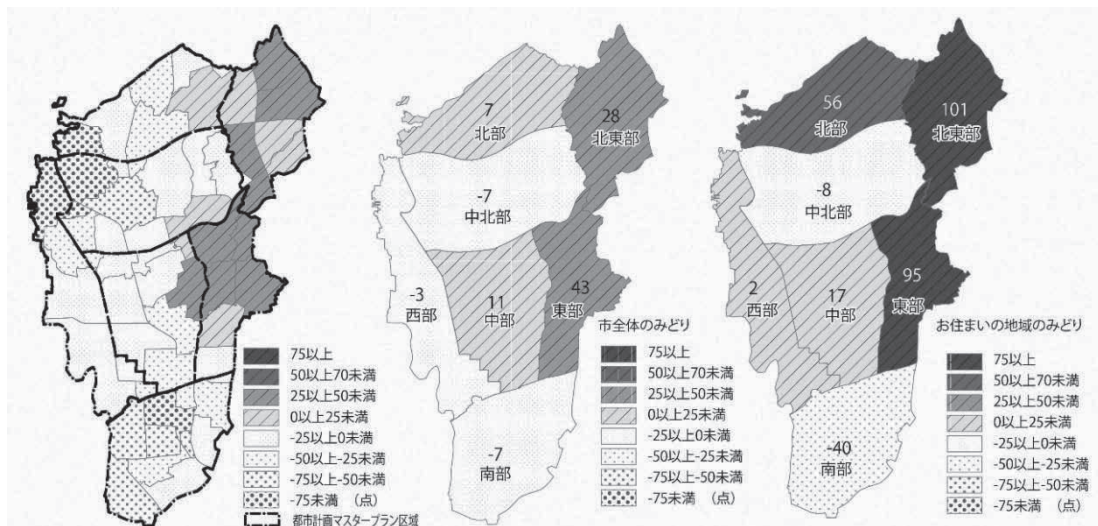 75以上
50以上70未満
25以上50未満
0以上25未満
-25以上0未満
-50以上-25未満
-75以上-50未満
-75未満 (点)
都市計画マスタープラン区域
7
北部
28
北東部
-7
中北部
-3
西部
11
中部
43
東部
-7
南部
市全体のみどり
75以上
50以上70未満
25以上50未満
0以上25未満
-25以上0未満
-50以上-25未満
-75以上-50未満
-75未満 (点)
56
北部
101
北東部
-8
中北部
2
西部
17
中部
95
東部
-40
南部
お住まいの地域のみどり
75以上
50以上70未満
25以上50未満
0以上25未満
-25以上0未満
-50以上-25未満
-75以上-50未満
-75未満 (点)